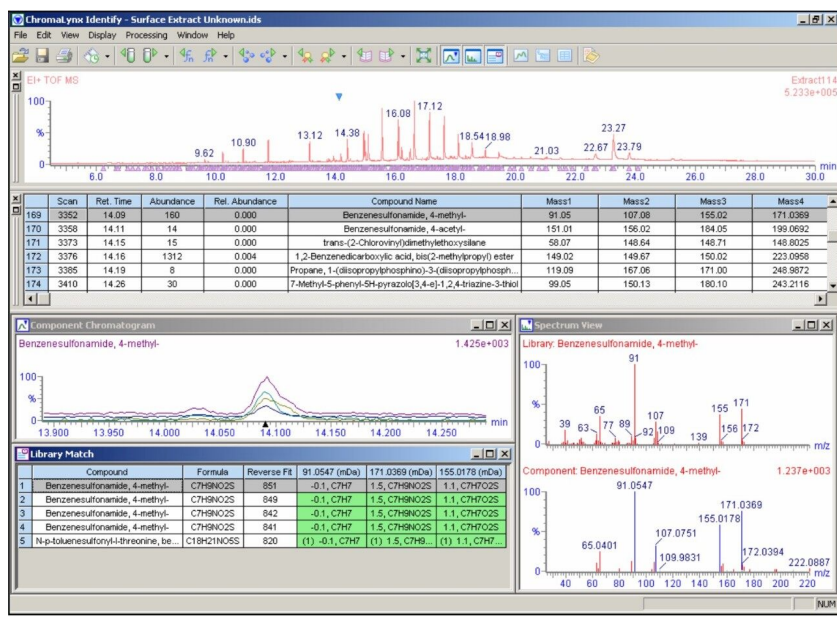 ChromaLynx Identify - Surface Extract Unknown.ids
File Edit View Display Processing Window Help
EI+ TOF MS Extract114
5.233e+005
100
%
0
9.62 10.90 13.12 14.38 16.08 17.12 18.54 18.98 21.03 22.67 23.27 23.79
6.0 8.0 10.0 12.0 14.0 16.0 18.0 20.0 22.0 24.0 26.0 28.0 30.0 min
Scan Ret. Time Abundance Rel. Abundance Compound Name Mass1 Mass2 Mass3 Mass4
169 3352 14.09 160 0.000 Benzenesulfonamide, 4-methyl- 91.05 107.08 155.02 171.0369
170 3358 14.11 14 0.000 Benzenesulfonamide, 4-acetyl- 151.01 156.02 184.05 199.0692
171 3373 14.15 15 0.000 trans-(2-Chlorovinyl)dimethylethoxysilane 58.07 148.64 148.71 148.8025
172 3376 14.16 1312 0.004 1,2-Benzenedicarboxylic acid, bis(2-methylpropyl) ester 149.02 149.67 150.02 223.0958
173 3385 14.19 8 0.000 Propane, 1-(diisopropylphosphino)-3-(diisopropylphosph... 119.09 167.06 171.00 248.9872
174 3410 14.26 30 0.000 7-Methyl-5-phenyl-5H-pyrazolo[3,4-e]-1,2,4-triazine-3-thiol 99.05 150.13 180.10 243.2116
Component Chromatogram
Benzenesulfonamide, 4-methyl- 1.425e+003
100
%
0
13.900 13.950 14.000 14.050 14.100 14.150 14.200 14.250 min
Library Match
Compound Formula Reverse Fit 91.0547 (mDa) 171.0369 (mDa) 155.0178 (mDa)
1 Benzenesulfonamide, 4-methyl- C7H9NO2S 851 -0.1, C7H7 1.5, C7H9NO2S 1.1, C7H7O2S
2 Benzenesulfonamide, 4-methyl- C7H9NO2S 849 -0.1, C7H7 1.5, C7H9NO2S 1.1, C7H7O2S
3 Benzenesulfonamide, 4-methyl- C7H9NO2S 842 -0.1, C7H7 1.5, C7H9NO2S 1.1, C7H7O2S
4 Benzenesulfonamide, 4-methyl- C7H9NO2S 841 -0.1, C7H7 1.5, C7H9NO2S 1.1, C7H7O2S
5 N-p-toluenesulfonyl-l-threonine, be... C18H21NO5S 820 (1) -0.1, C7H7 (1) 1.5, C7H9... (1) 1.1, C7H7...
Spectrum View
Library: Benzenesulfonamide, 4-methyl-
100
%
0
39 63 65 77 89 91 92 107 109 139 155 156 171 172
m/z
Component: Benzenesulfonamide, 4-methyl- 1.237e+003
100
%
0
65.0401 91.0547 107.0751 109.9831 155.0178 171.0369 172.0394 222.0887
40 60 80 100 120 140 160 180 200 220 m/z
NUM